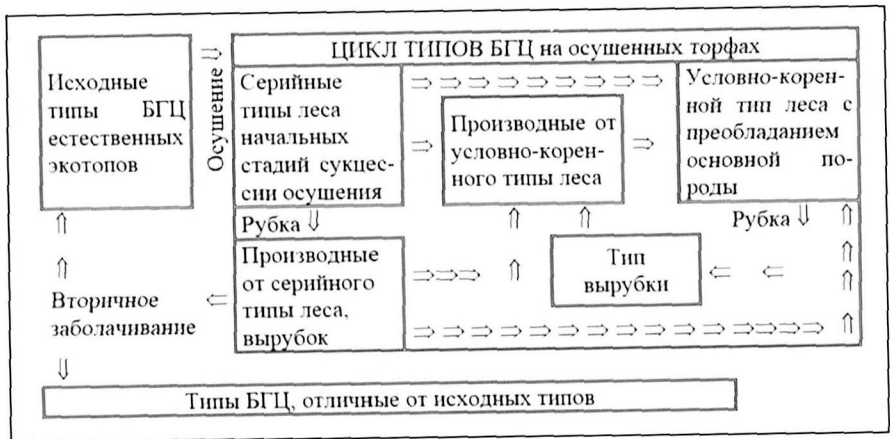 ЦИКЛ ТИПОВ БГЦ на осушенных торфах
Исходные
типы БГЦ
естественных
экотопов
Осушение
Серийные
типы леса
начальных
стадий сукцес-
сии осушения
Производные от
условно-корен-
ного типы леса
Условно-корен-
ной тип леса с
преобладанием
основной по-
роды
Рубка
Рубка
Производные
от серийного
типы леса,
вырубок
Тип
вырубки
Вторичное
заболачивание
Типы БГЦ, отличные от исходных типов